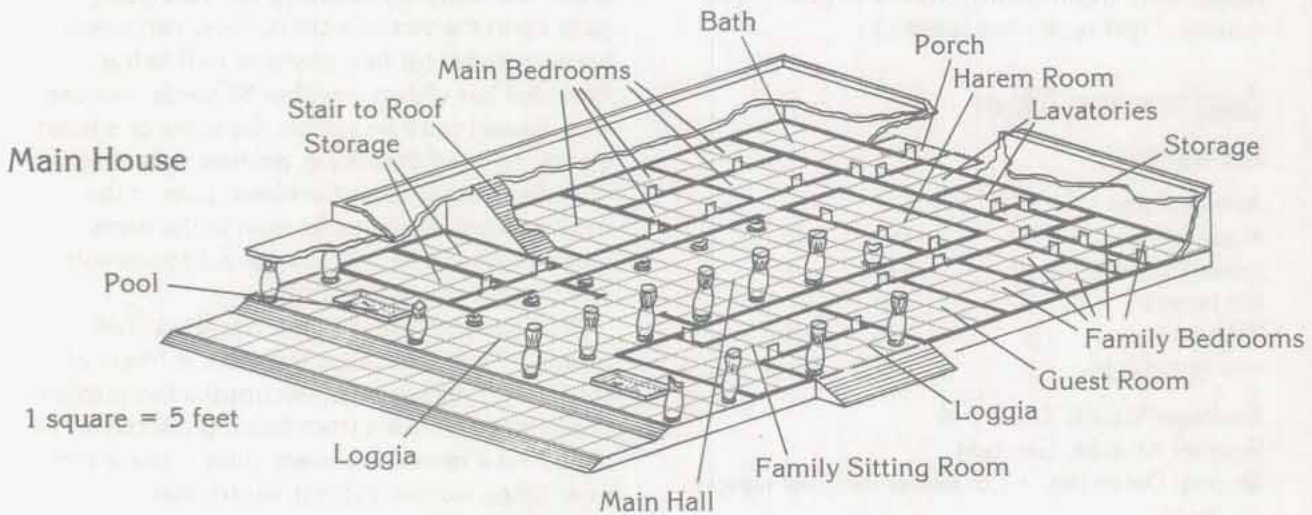 Bath
Porch
Main Bedrooms
Harem Room
Stair to Roof
Lavatories
Storage
Storage
Main House
Pool
Family Bedrooms
Guest Room
1 square = 5 feet
Loggia
Loggia
Family Sitting Room
Main Hall